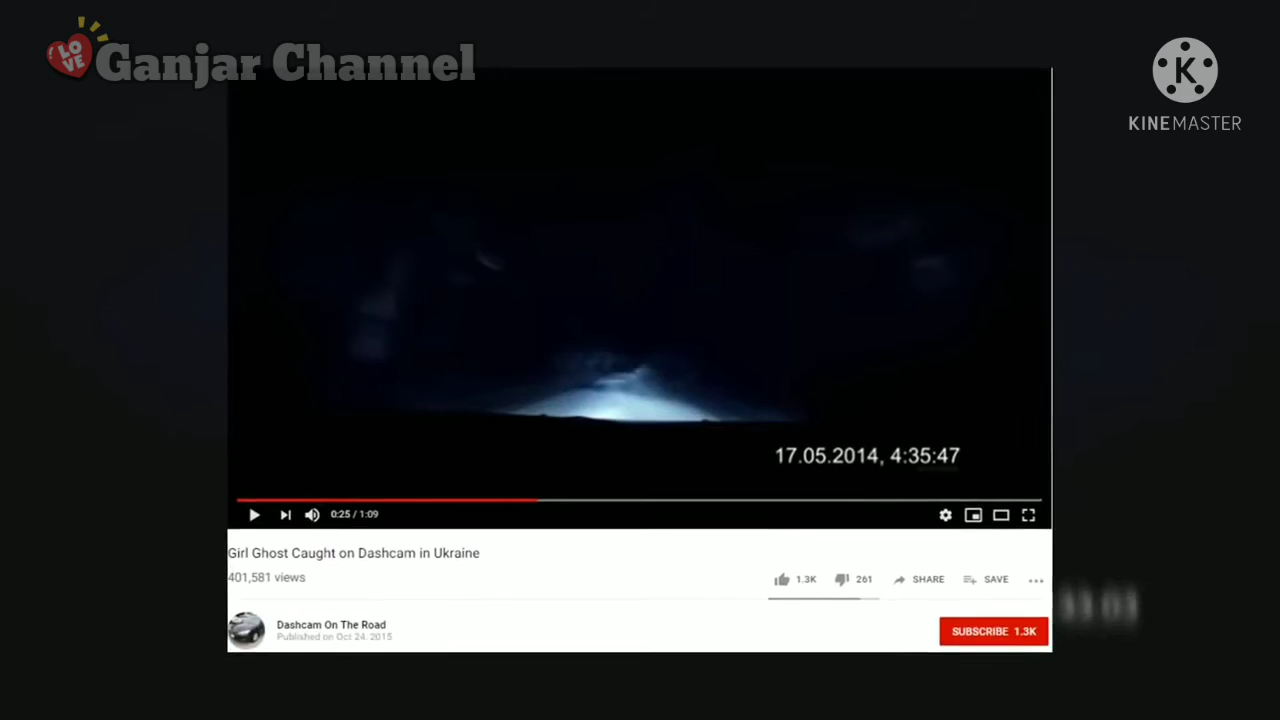 LOVE
Ganjar Channel
K
KINEMASTER
17.05.2014, 4:35:47
0:25 / 1:09
Girl Ghost Caught on Dashcam in Ukraine
401,581 views
1.3K
261
SHARE
SAVE
Dashcam On The Road
Published on Oct 24, 2015
SUBSCRIBE 1.3K